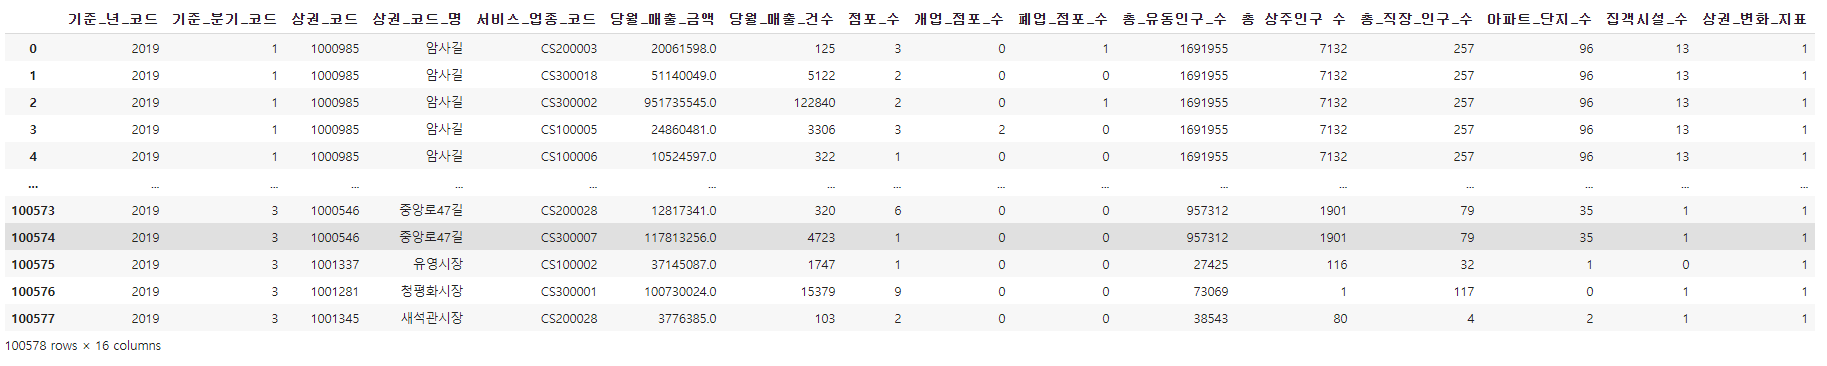 기준_년_코드 기준_분기_코드 상권_코드 상권_코드_명 서비스_업종_코드 당월_매출_금액 당월_매출_건수 점포_수 개업_점포_수 폐업_점포_수 총_유동인구_수 총 상주인구 수 총_직장_인구_수 아파트_단지_수 집객시설_수 상권_변화_지표
0 2019 1 1000985 암사길 CS200003 20061598.0 125 3 0 1 1691955 7132 257 96 13 1
1 2019 1 1000985 암사길 CS300018 51140049.0 5122 2 0 0 1691955 7132 257 96 13 1
2 2019 1 1000985 암사길 CS300002 951735545.0 122840 2 0 1 1691955 7132 257 96 13 1
3 2019 1 1000985 암사길 CS100005 24860481.0 3306 3 2 0 1691955 7132 257 96 13 1
4 2019 1 1000985 암사길 CS100006 10524597.0 322 1 0 0 1691955 7132 257 96 13 1
... ... ... ... ... ... ... ... ... ... ... ... ... ... ... ... ...
100573 2019 3 1000546 중앙로47길 CS200028 12817341.0 320 6 0 0 957312 1901 79 35 1 1
100574 2019 3 1000546 중앙로47길 CS300007 117813256.0 4723 1 0 0 957312 1901 79 35 1 1
100575 2019 3 1001337 유영시장 CS100002 37145087.0 1747 1 0 0 27425 116 32 1 0 1
100576 2019 3 1001281 청평화시장 CS300001 100730024.0 15379 9 0 0 73069 1 117 0 1 1
100577 2019 3 1001345 새석관시장 CS200028 3776385.0 103 2 0 0 38543 80 4 2 1 1
100578 rows × 16 columns